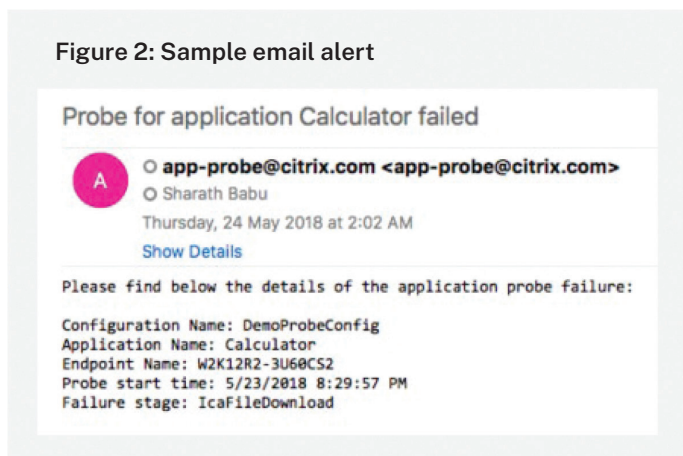 Figure 2: Sample email alert
Probe for application Calculator failed
A
app-probe@citrix.com <app-probe@citrix.com>
Sharath Babu
Thursday, 24 May 2018 at 2:02 AM
Show Details
Please find below the details of the application probe failure:
Configuration Name: DemoProbeConfig
Application Name: Calculator
Endpoint Name: W2K12R2-3U60CS2
Probe start time: 5/23/2018 8:29:57 PM
Failure stage: IcaFileDownload